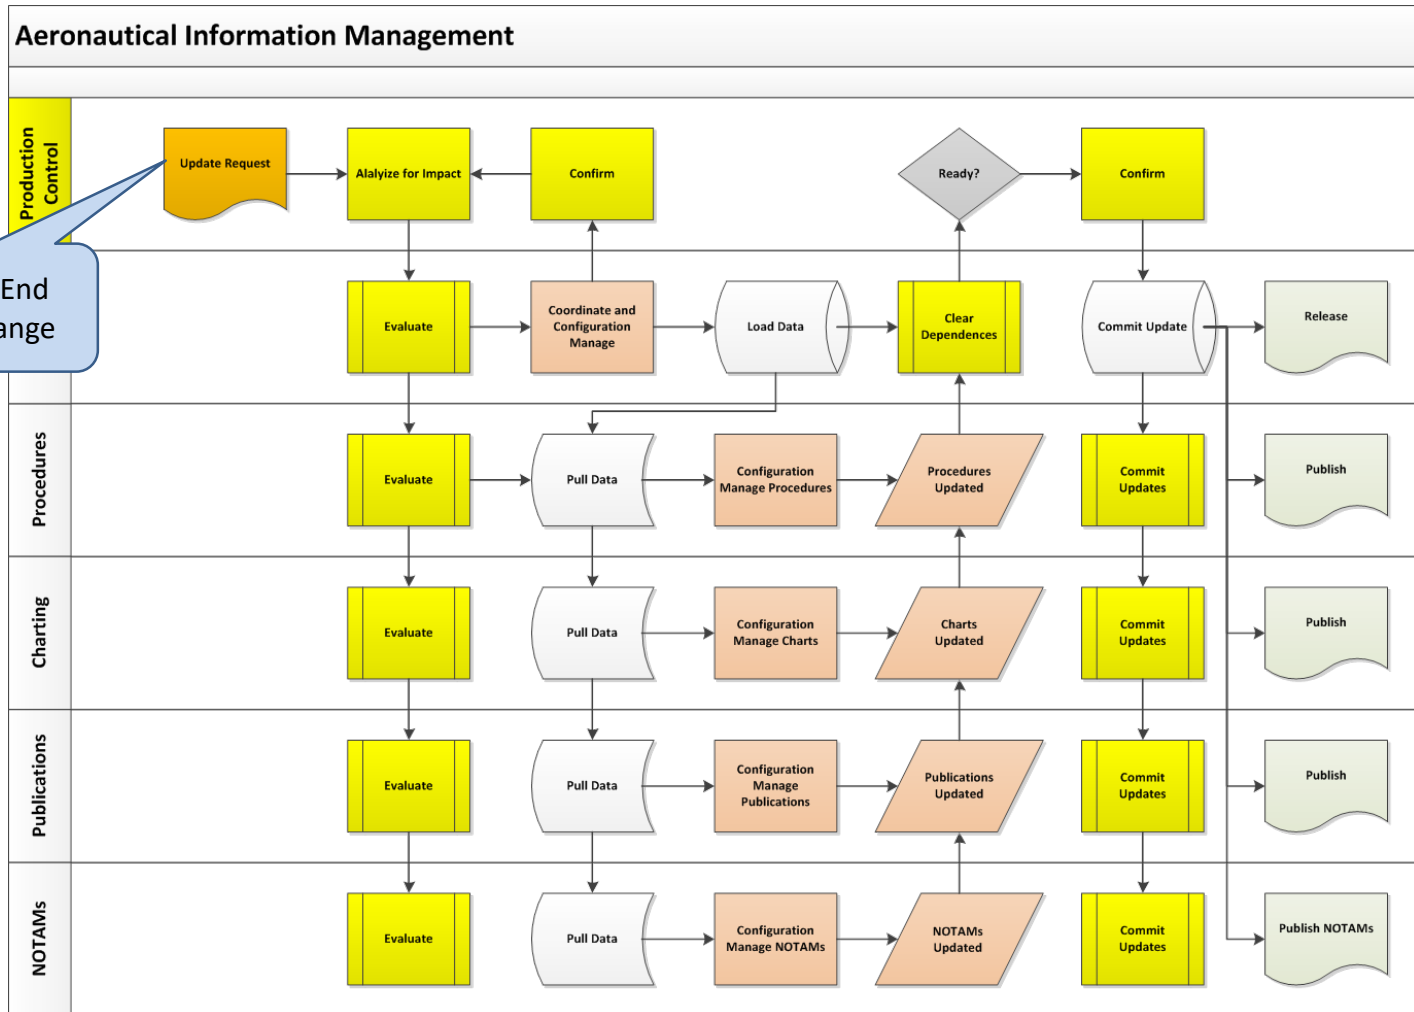 Aeronautical Information Management
Production
Control
Update Request
Alalyize for Impact
Confirm
Ready?
Confirm
End
ange
Evaluate
Coordinate and
Configuration
Manage
Load Data
Clear
Dependences
Commit Update
Release
Procedures
Evaluate
Pull Data
Configuration
Manage Procedures
Procedures
Updated
Commit
Updates
Publish
Charting
Evaluate
Pull Data
Configuration
Manage Charts
Charts
Updated
Commit
Updates
Publish
Publications
Evaluate
Pull Data
Configuration
Manage
Publications
Publications
Updated
Commit
Updates
Publish
NOTAMs
Evaluate
Pull Data
Configuration
Manage NOTAMs
NOTAMs
Updated
Commit
Updates
Publish NOTAMs